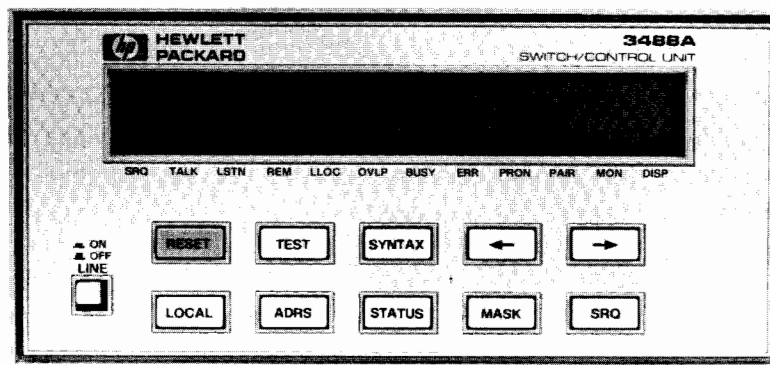 hp HEWLETT PACKARD
3488A
SWITCH/CONTROL UNIT
SRQ TALK LSTN REM LLOC OVLP BUSY ERR PRON PAIR MON DISP
ON
OFF
LINE
RESET TEST SYNTAX ← →
LOCAL ADRS STATUS MASK SRQ